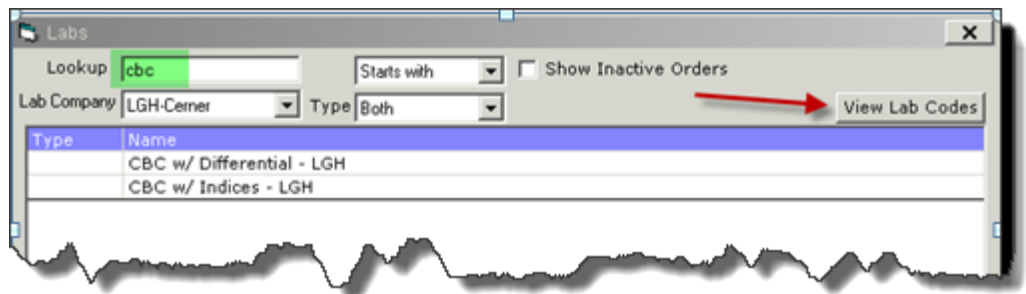 Labs
Lookup cbc Starts with Show Inactive Orders
Lab Company LGH-Cerner Type Both View Lab Codes
Type Name
CBC w/ Differential - LGH
CBC w/ Indices - LGH